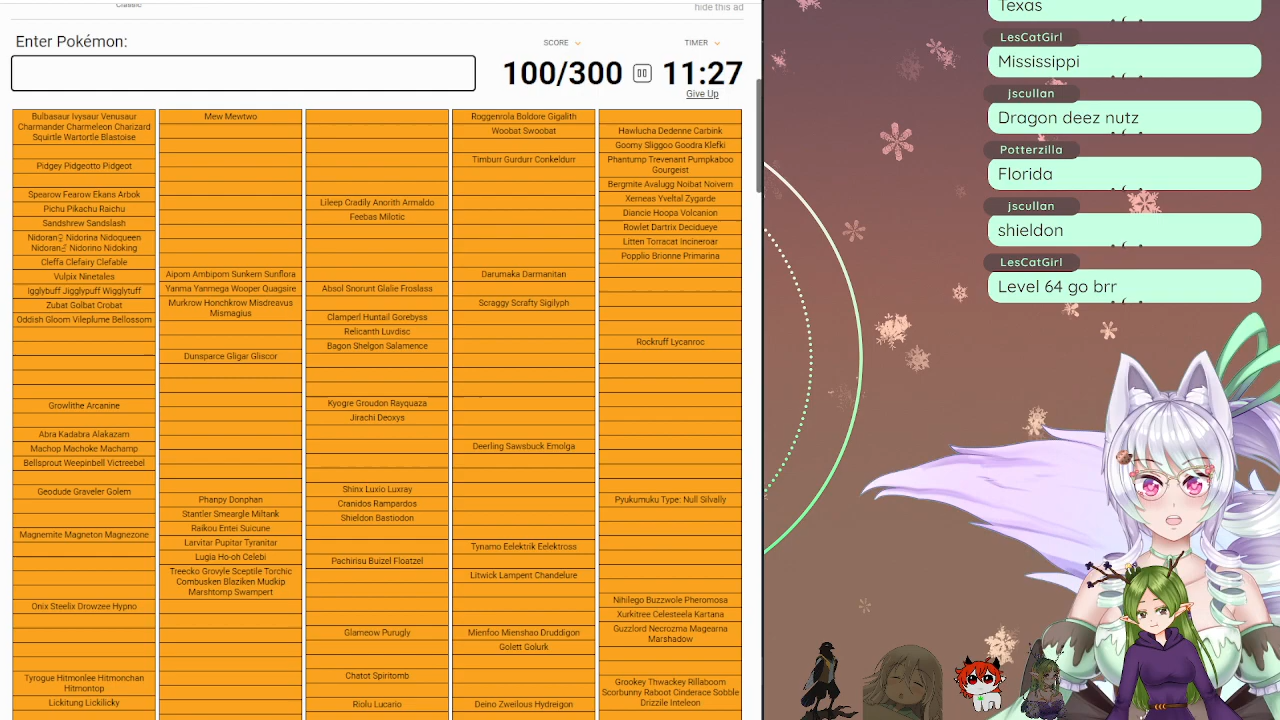 Classic
hide this ad
Enter Pokémon:
SCORE
TIMER
100/300
11:27
Give Up
Bulbasaur Ivysaur Venusaur
Charmander Charmeleon Charizard
Squirtle Wartortle Blastoise
Pidgey Pidgeotto Pidgeot
Spearow Fearow Ekans Arbok
Pichu Pikachu Raichu
Sandshrew Sandslash
Nidoran♀ Nidorina Nidoqueen
Nidoran♂ Nidorino Nidoking
Cleffa Clefairy Clefable
Vulpix Ninetales
Igglybuff Jigglypuff Wigglytuff
Zubat Golbat Crobat
Oddish Gloom Vileplume Bellossom
Growlithe Arcanine
Abra Kadabra Alakazam
Machop Machoke Machamp
Bellsprout Weepinbell Victreebel
Geodude Graveler Golem
Magnemite Magneton Magnezone
Onix Steelix Drowzee Hypno
Tyrogue Hitmonlee Hitmonchan
Hitmontop
Lickitung Lickilicky
Mew Mewtwo
Aipom Ambipom Sunkern Sunflora
Yanma Yanmega Wooper Quagsire
Murkrow Honchkrow Misdreavus
Mismagius
Dunsparce Gligar Gliscor
Phanpy Donphan
Stantler Smeargle Miltank
Raikou Entei Suicune
Larvitar Pupitar Tyranitar
Lugia Ho-oh Celebi
Treecko Grovyle Sceptile Torchic
Combusken Blaziken Mudkip
Marshtomp Swampert
Lileep Cradily Anorith Armaldo
Feebas Milotic
Absol Snorunt Glalie Froslass
Clamperl Huntail Gorebyss
Relicanth Luvdisc
Bagon Shelgon Salamence
Kyogre Groudon Rayquaza
Jirachi Deoxys
Shinx Luxio Luxray
Cranidos Rampardos
Shieldon Bastiodon
Pachirisu Buizel Floatzel
Glameow Purugly
Chatot Spiritomb
Riolu Lucario
Roggenrola Boldore Gigalith
Woobat Swoobat
Timburr Gurdurr Conkeldurr
Darumaka Darmanitan
Scraggy Scrafty Sigilyph
Deerling Sawsbuck Emolga
Tynamo Eelektrik Eelektross
Litwick Lampent Chandelure
Mienfoo Mienshao Druddigon
Golett Golurk
Deino Zweilous Hydreigon
Hawlucha Dedenne Carbink
Goomy Sliggoo Goodra Klefki
Phantump Trevenant Pumpkaboo
Gourgeist
Bergmite Avalugg Noibat Noivern
Xerneas Yveltal Zygarde
Diancie Hoopa Volcanion
Rowlet Dartrix Decidueye
Litten Torracat Incineroar
Popplio Brionne Primarina
Rockruff Lycanroc
Pyukumuku Type: Null Silvally
Nihilego Buzzwole Pheromosa
Xurkitree Celesteela Kartana
Guzzlord Necrozma Magearna
Marshadow
Grookey Thwackey Rillaboom
Scorbunny Raboot Cinderace Sobble
Drizzile Inteleon
Texas
LesCatGirl
Mississippi
jscullan
Dragon deez nutz
Potterzilla
Florida
jscullan
shieldon
LesCatGirl
Level 64 go brr